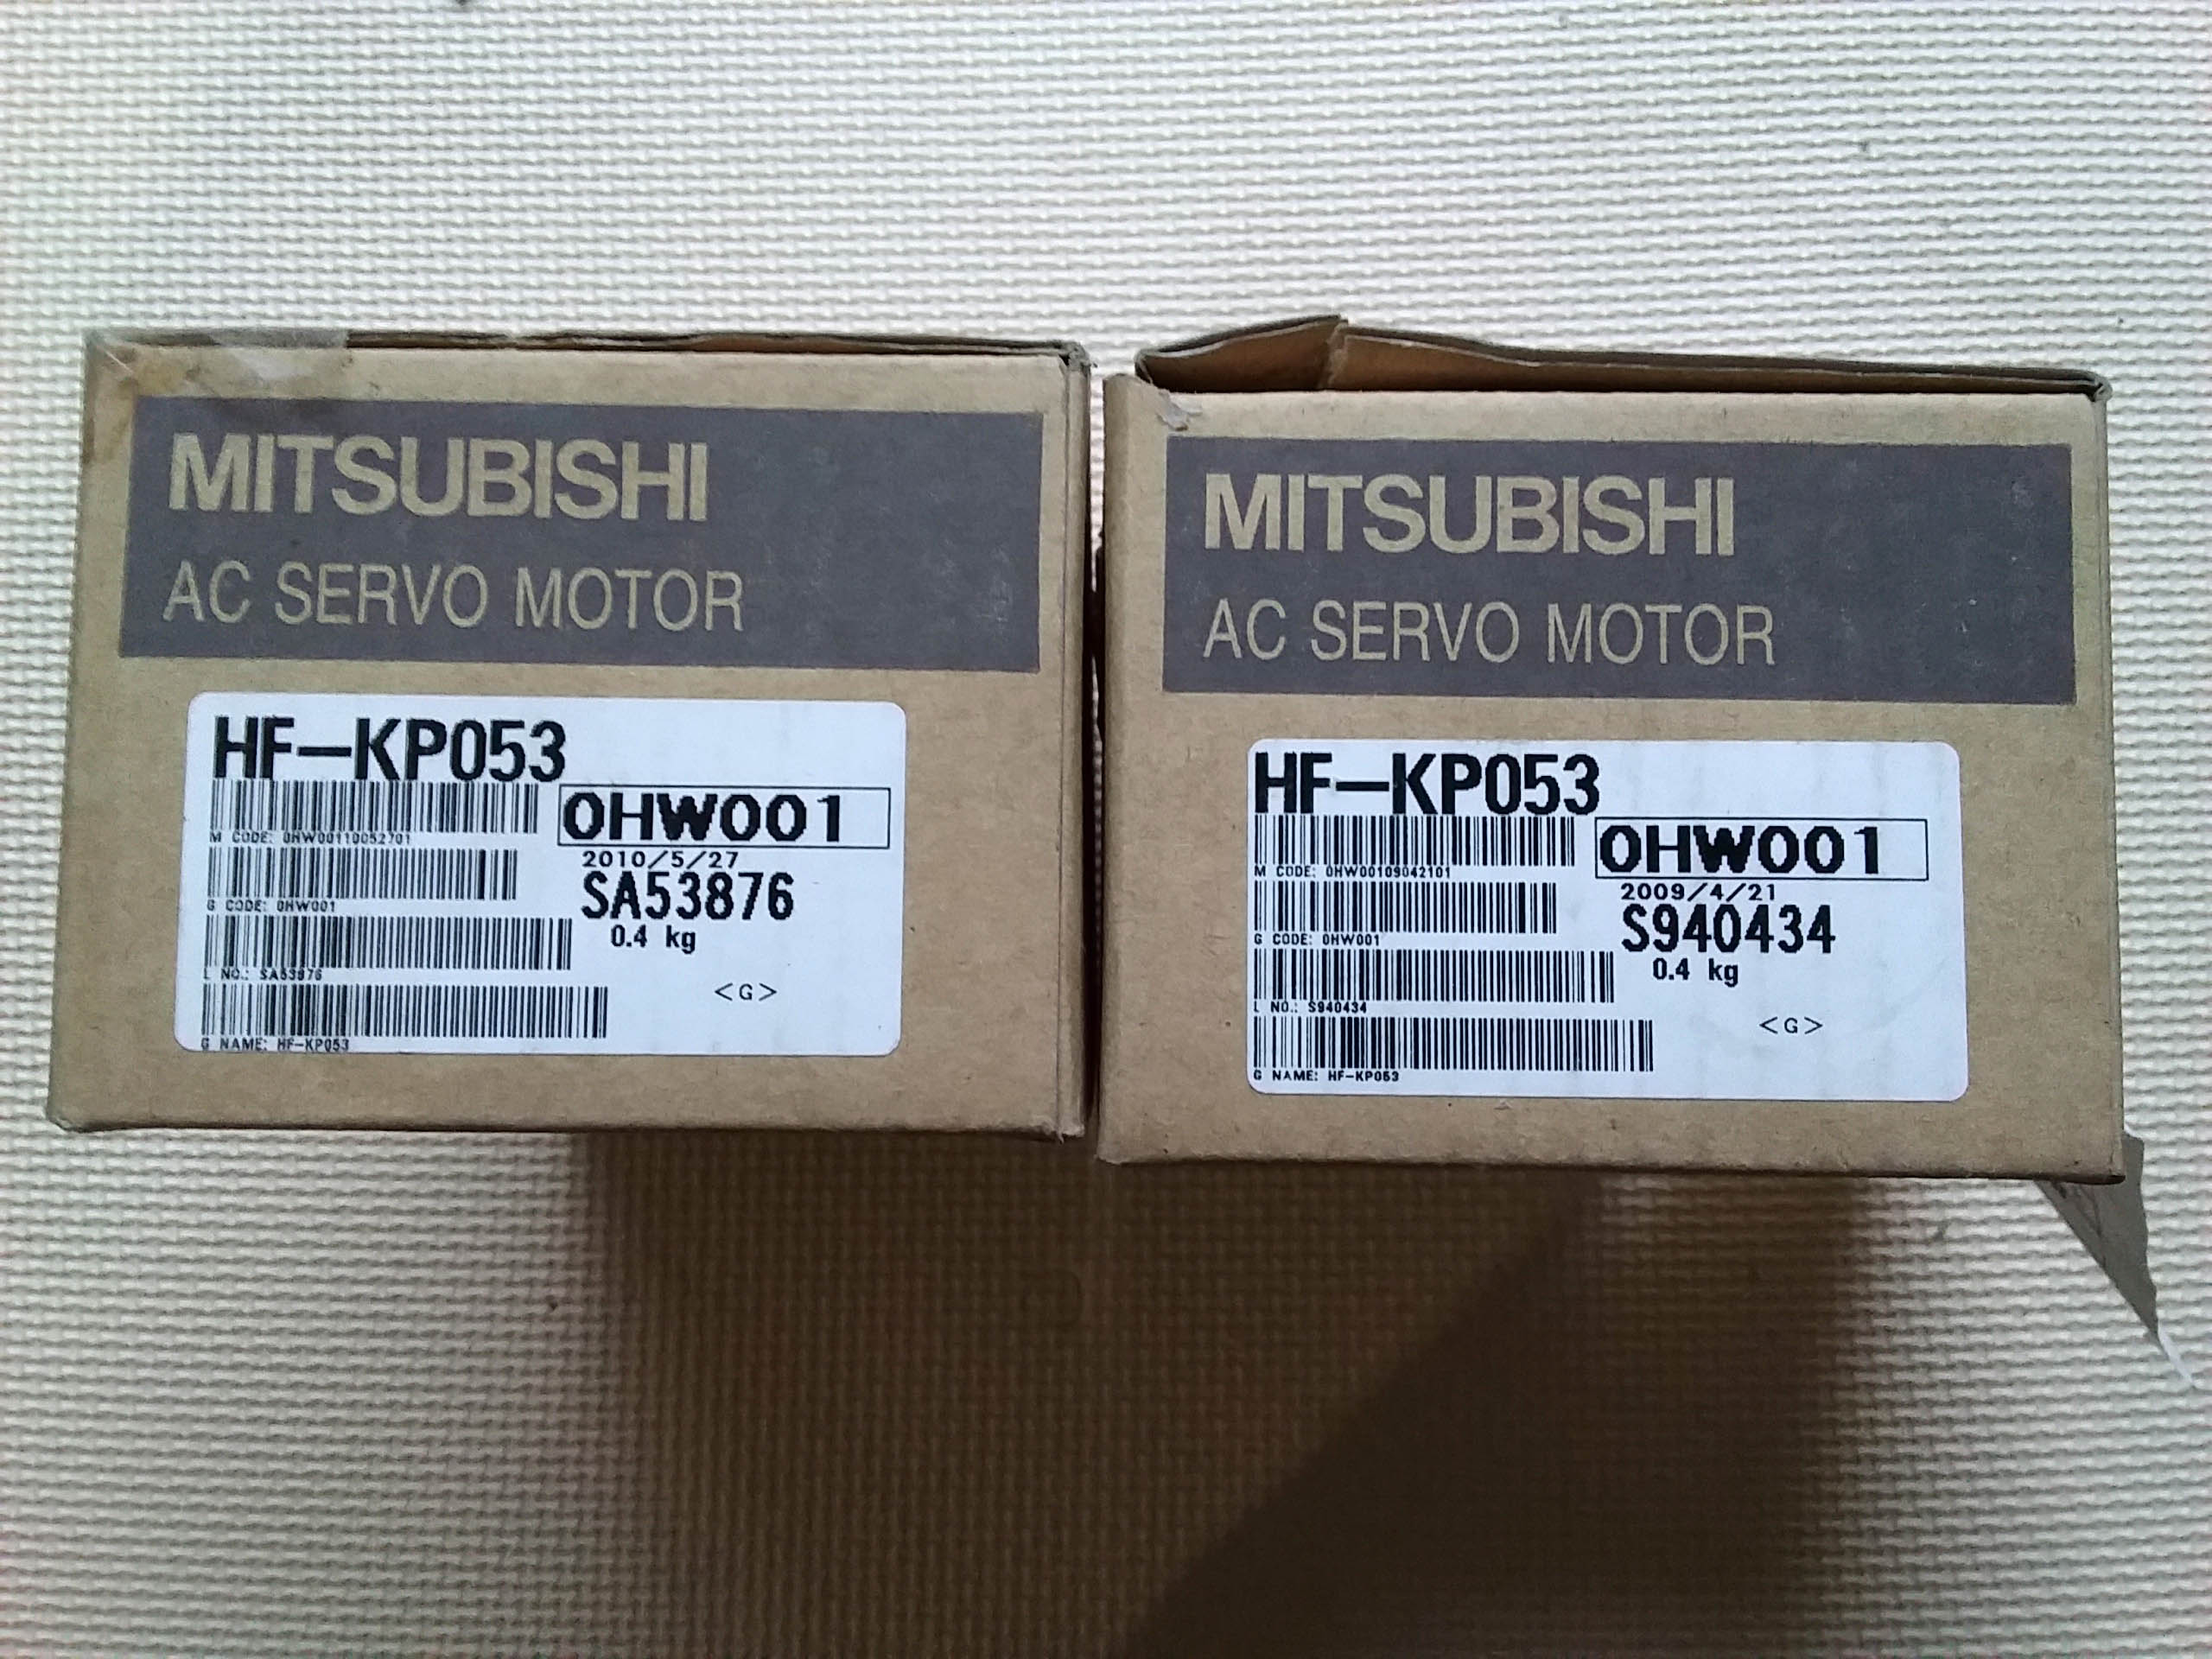 MITSUBISHI
AC SERVO MOTOR
HF-KP053
0HW001
M CODE: 0HW00110052701
2010/5/27
SA53876
G CODE: 0HW001
0.4 kg
L NO.: SA53876
<G>
G NAME: HF-KP053
MITSUBISHI
AC SERVO MOTOR
HF-KP053
0HW001
M CODE: 0HW00109042101
2009/4/21
S940434
G CODE: 0HW001
0.4 kg
L NO.: S940434
<G>
G NAME: HF-KP053